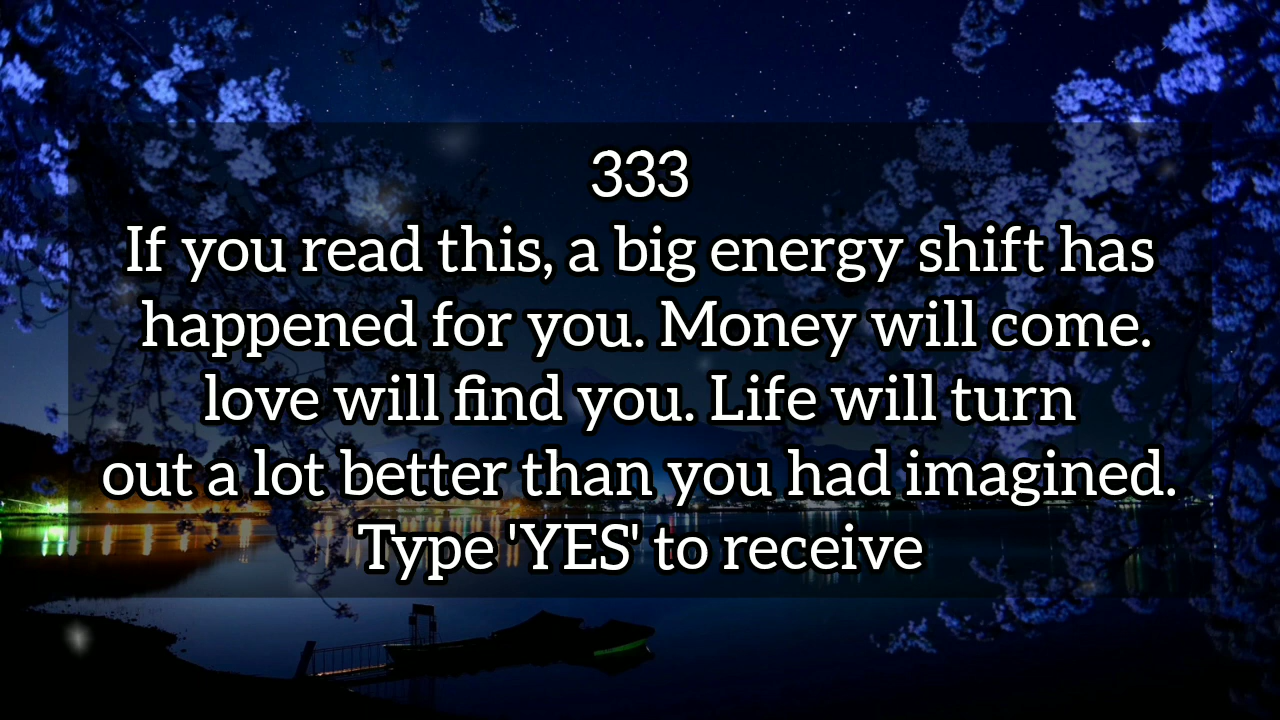 333
If you read this, a big energy shift has
happened for you. Money will come.
love will find you. Life will turn
out a lot better than you had imagined.
Type 'YES' to receive